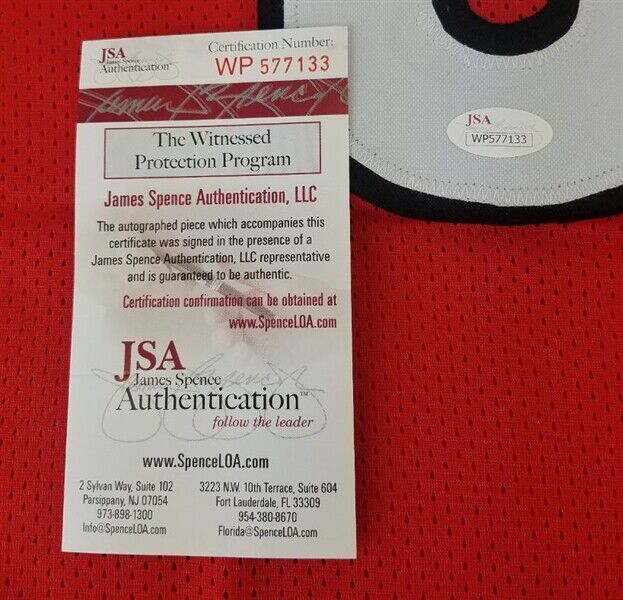 JSA
James Spence
Authentication
Certification Number:
WP 577133
The Witnessed
Protection Program
James Spence Authentication, LLC
The autographed piece which accompanies this
certificate was signed in the presence of a
James Spence Authentication, LLC representative
and is guaranteed to be authentic.
Certification confirmation can be obtained at
www.SpenceLOA.com
JSA
James Spence
Authentication™
follow the leader
www.SpenceLOA.com
2 Sylvan Way, Suite 102
Parsippany, NJ 07054
973-898-1300
Info@SpenceLOA.com
3223 N.W. 10th Terrace, Suite 604
Fort Lauderdale, FL 33309
954-380-8670
Florida@SpenceLOA.com
JSA
WP577133